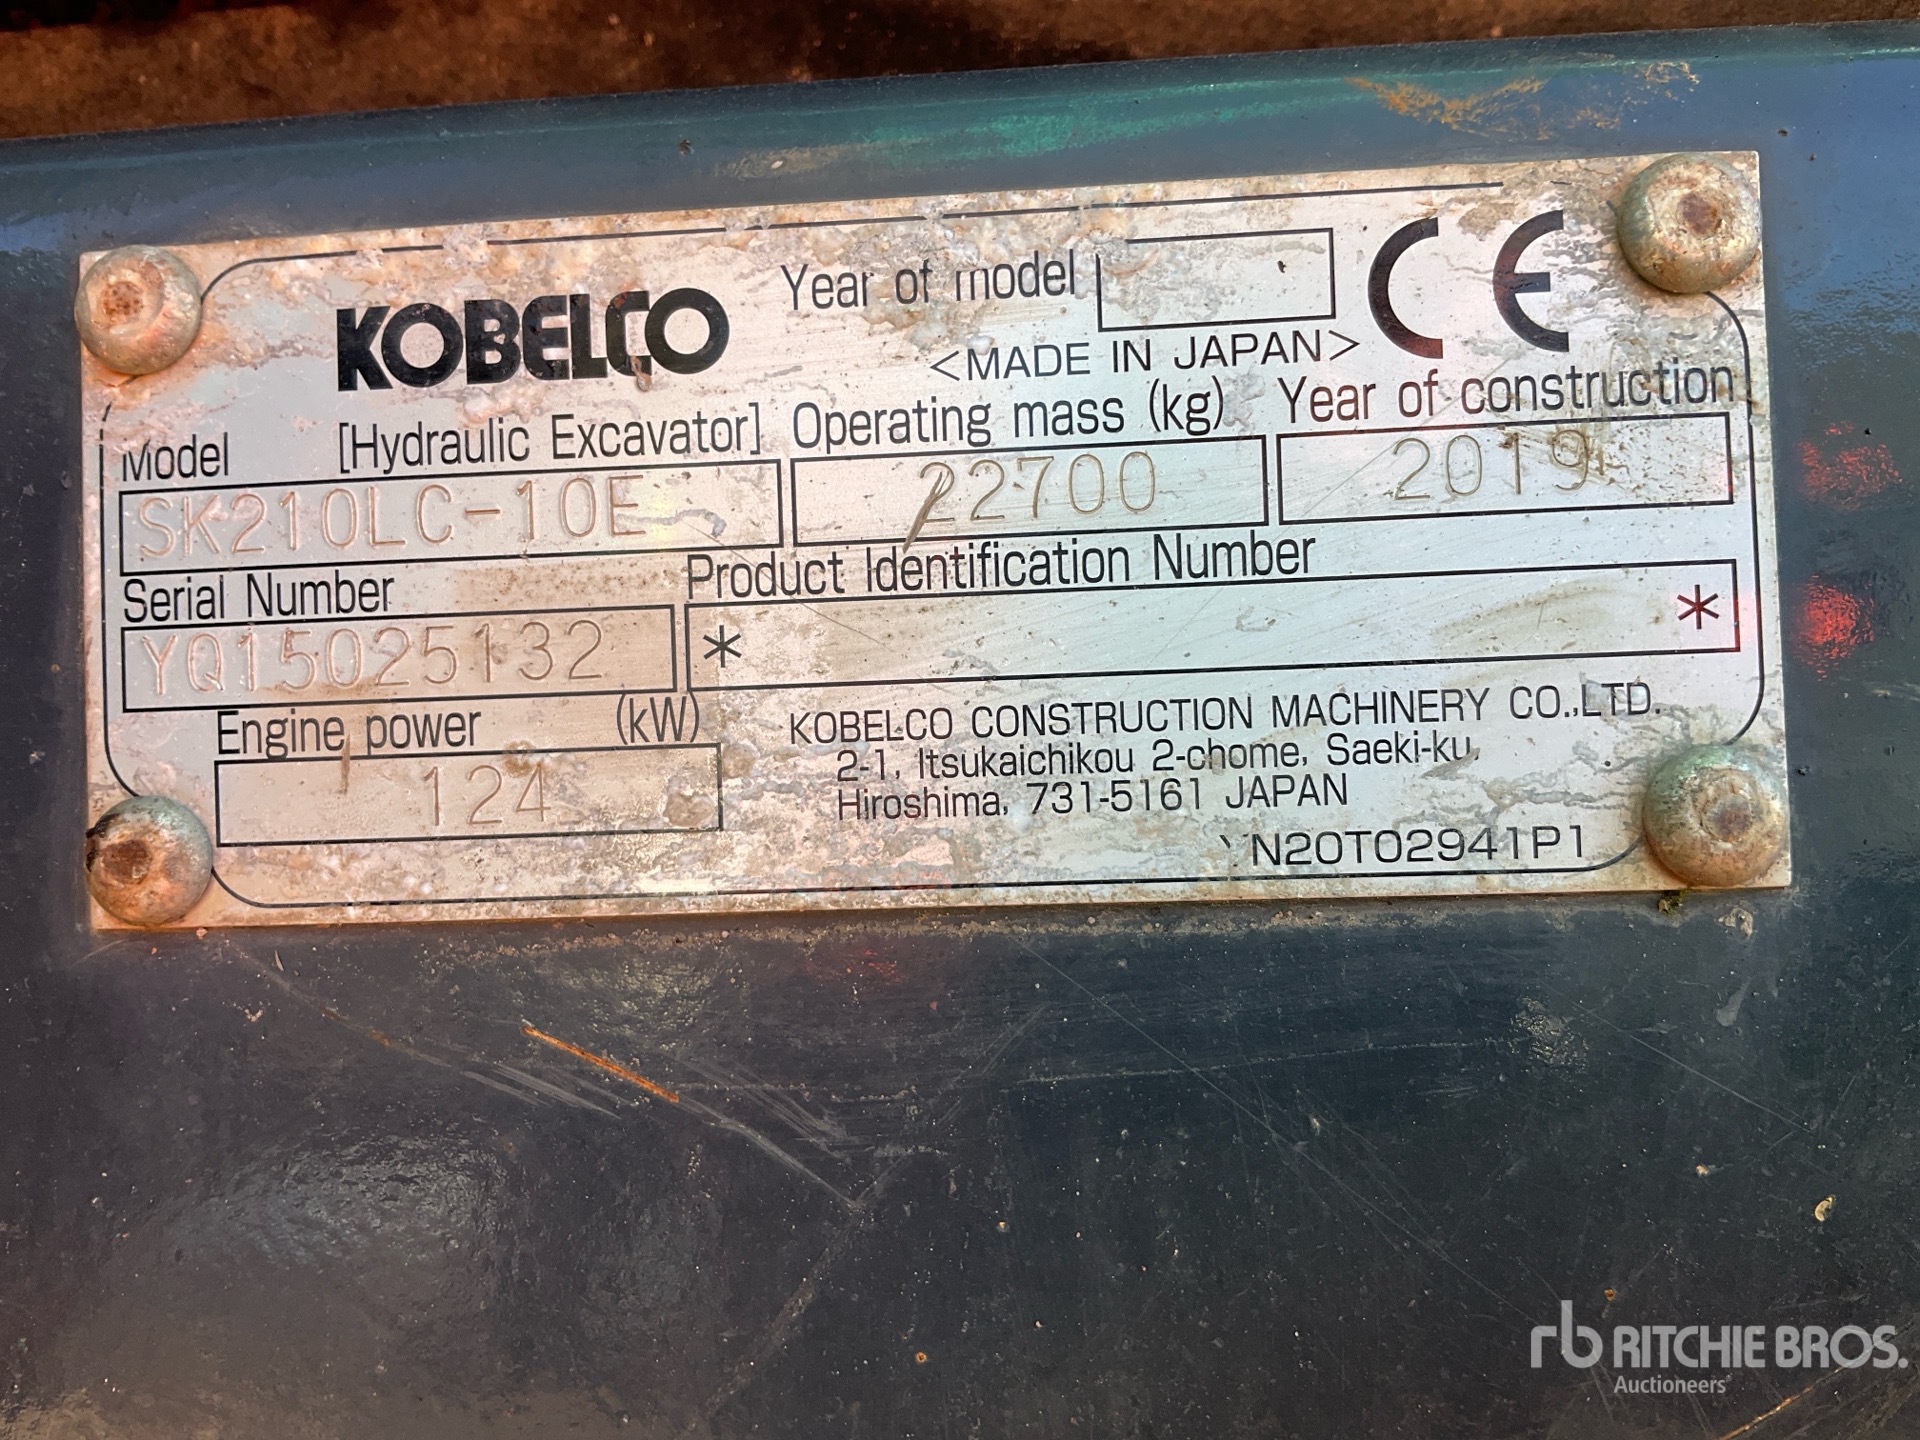 KOBELCO
Year of model
CE
<MADE IN JAPAN>
Model [Hydraulic Excavator] Operating mass (kg) Year of construction
SK210LC-10E 22700 2019
Serial Number Product Identification Number
YQ15025132 * *
Engine power (kW)
124
KOBELCO CONSTRUCTION MACHINERY CO.,LTD.
2-1, Itsukaichikou 2-chome, Saeki-ku,
Hiroshima, 731-5161 JAPAN
YN20T02941P1
rb RITCHIE BROS.
Auctioneers